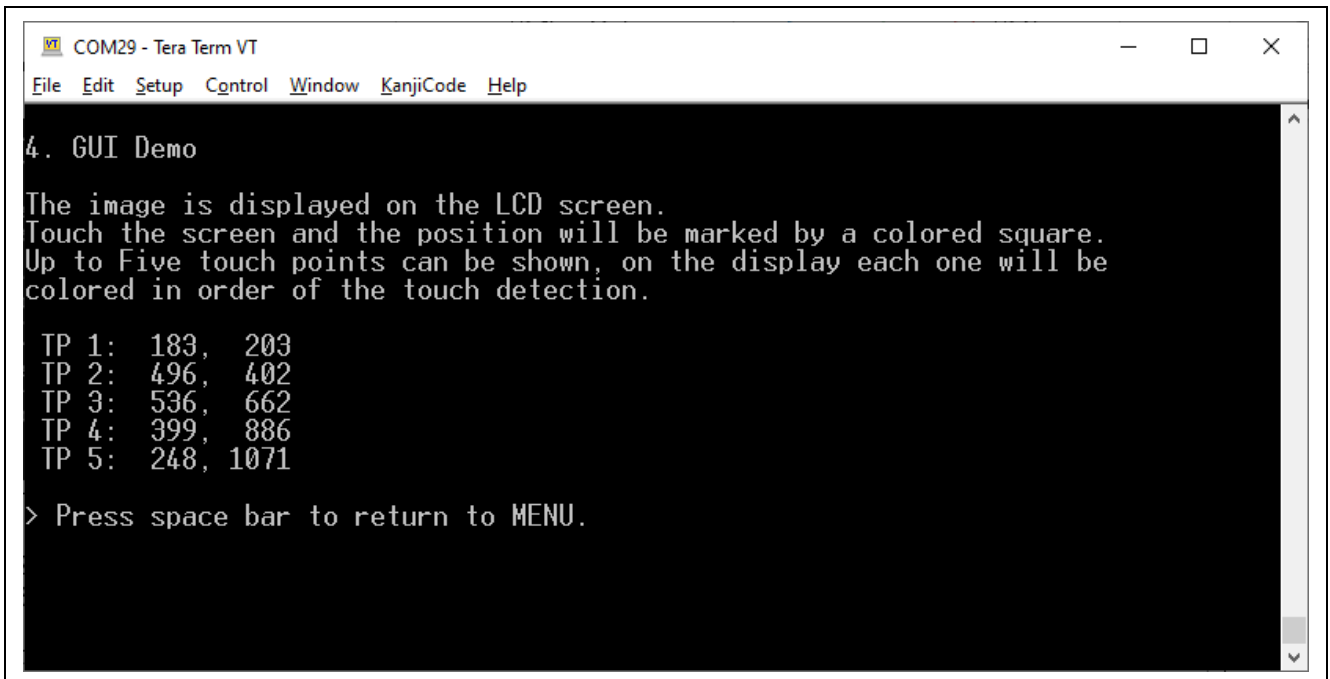 COM29 - Tera Term VT
File Edit Setup Control Window KanjiCode Help
4. GUI Demo
The image is displayed on the LCD screen.
Touch the screen and the position will be marked by a colored square.
Up to Five touch points can be shown, on the display each one will be
colored in order of the touch detection.
TP 1: 183, 203
TP 2: 496, 402
TP 3: 536, 662
TP 4: 399, 886
TP 5: 248, 1071
> Press space bar to return to MENU.